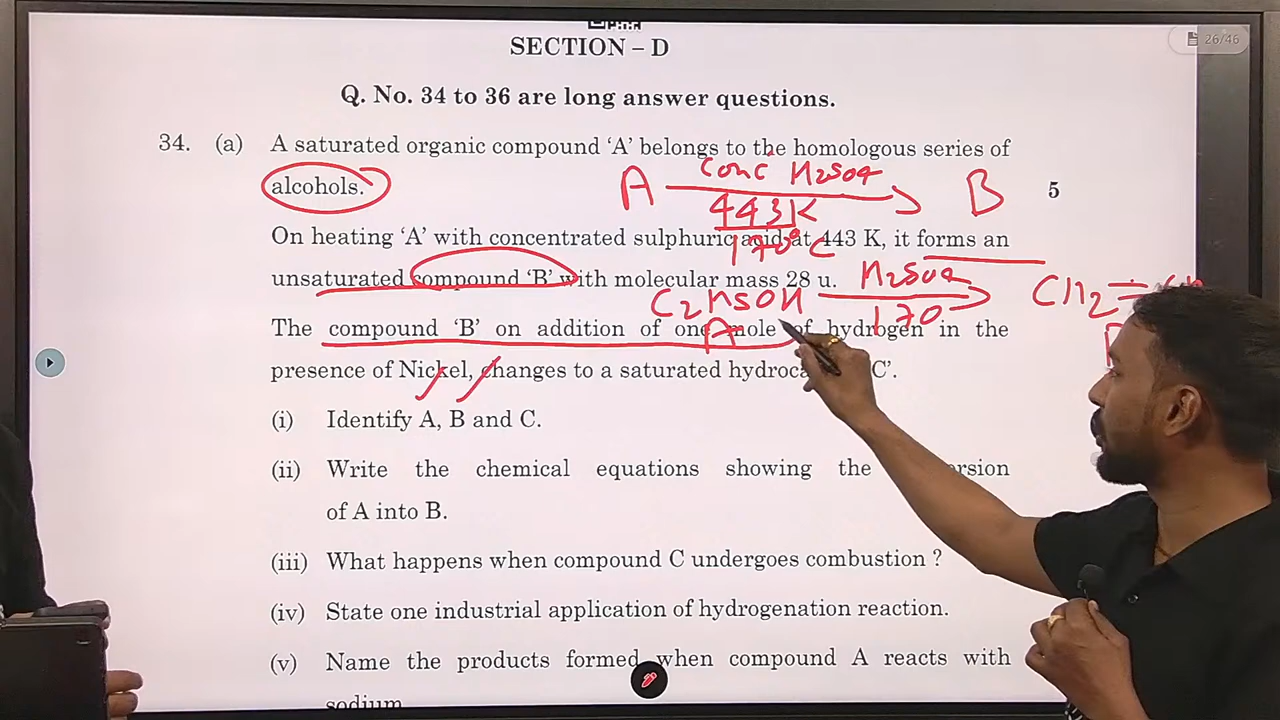 26/46
SECTION – D
Q. No. 34 to 36 are long answer questions.
34. (a) A saturated organic compound ‘A’ belongs to the homologous series of
alcohols. 5
A conc H2SO4 B
443K
170°C
On heating ‘A’ with concentrated sulphuric acid at 443 K, it forms an
unsaturated compound ‘B’ with molecular mass 28 u.
C2H5OH H2SO4 CH2 =
A 170
The compound ‘B’ on addition of one mole of hydrogen in the
presence of Nickel, changes to a saturated C’.
(i) Identify A, B and C.
(ii) Write the chemical equations showing the
of A into B.
(iii) What happens when compound C undergoes combustion ?
(iv) State one industrial application of hydrogenation reaction.
(v) Name the products formed when compound A reacts with
sodium